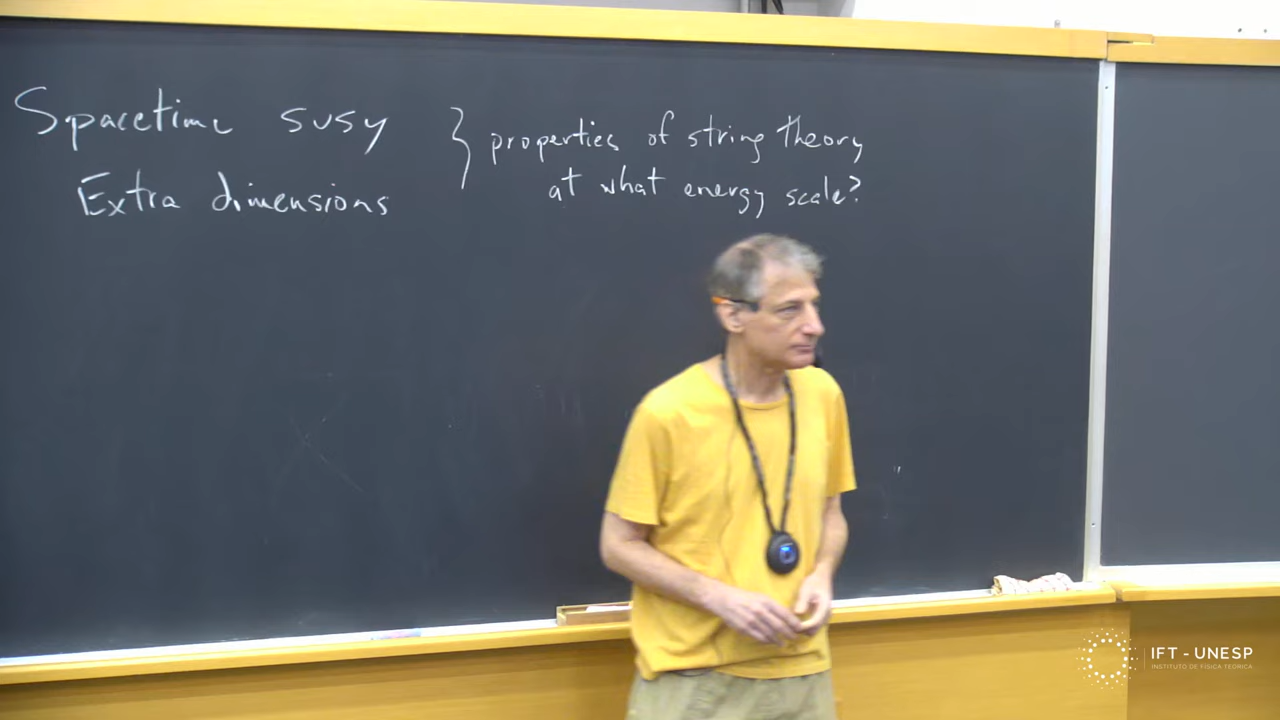 Spacetime susy } properties of string theory
Extra dimensions at what energy scale?
IFT - UNESP
INSTITUTO DE FÍSICA TEÓRICA